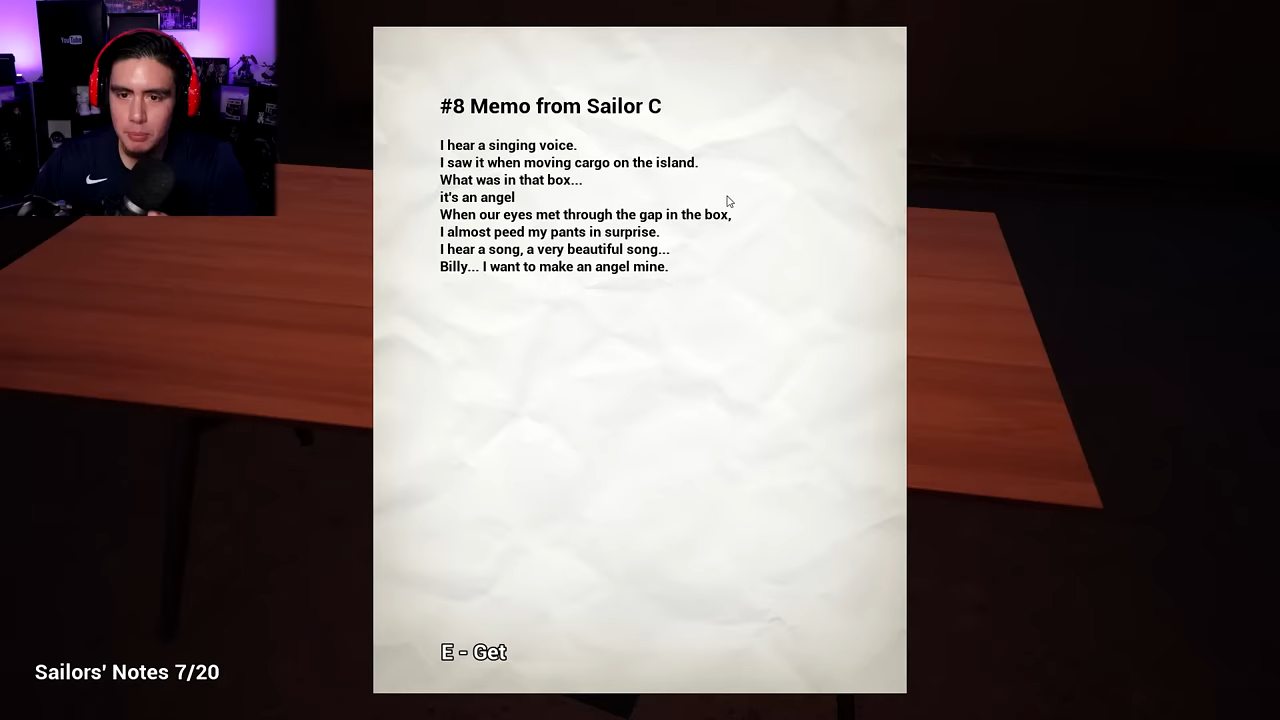 YouTube
#8 Memo from Sailor C
I hear a singing voice.
I saw it when moving cargo on the island.
What was in that box...
it's an angel
When our eyes met through the gap in the box,
I almost peed my pants in surprise.
I hear a song, a very beautiful song...
Billy... I want to make an angel mine.
E - Get
Sailors' Notes 7/20